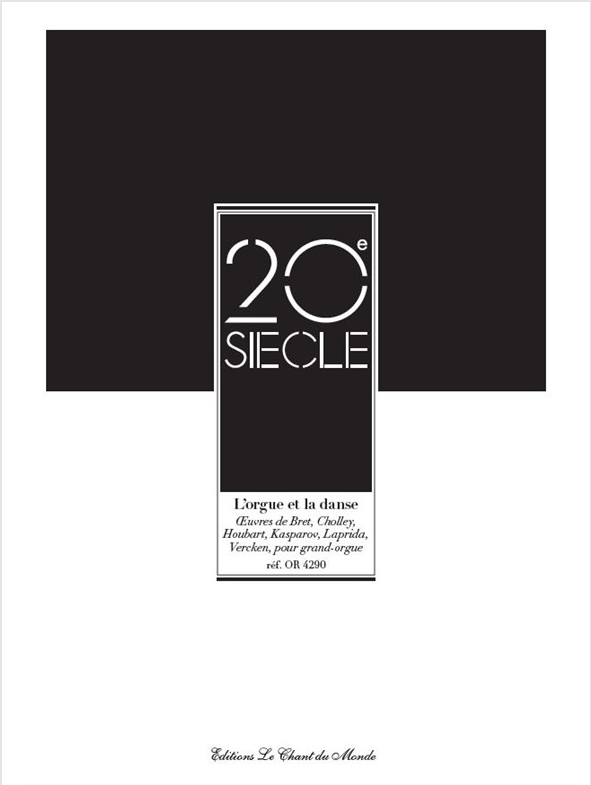 20e
SIECLE
L'orgue et la danse
Œuvres de Bret, Cholley,
Houbart, Kasparov, Laprida,
Vercken, pour grand-orgue
réf. OR 4290
Editions Le Chant du Monde